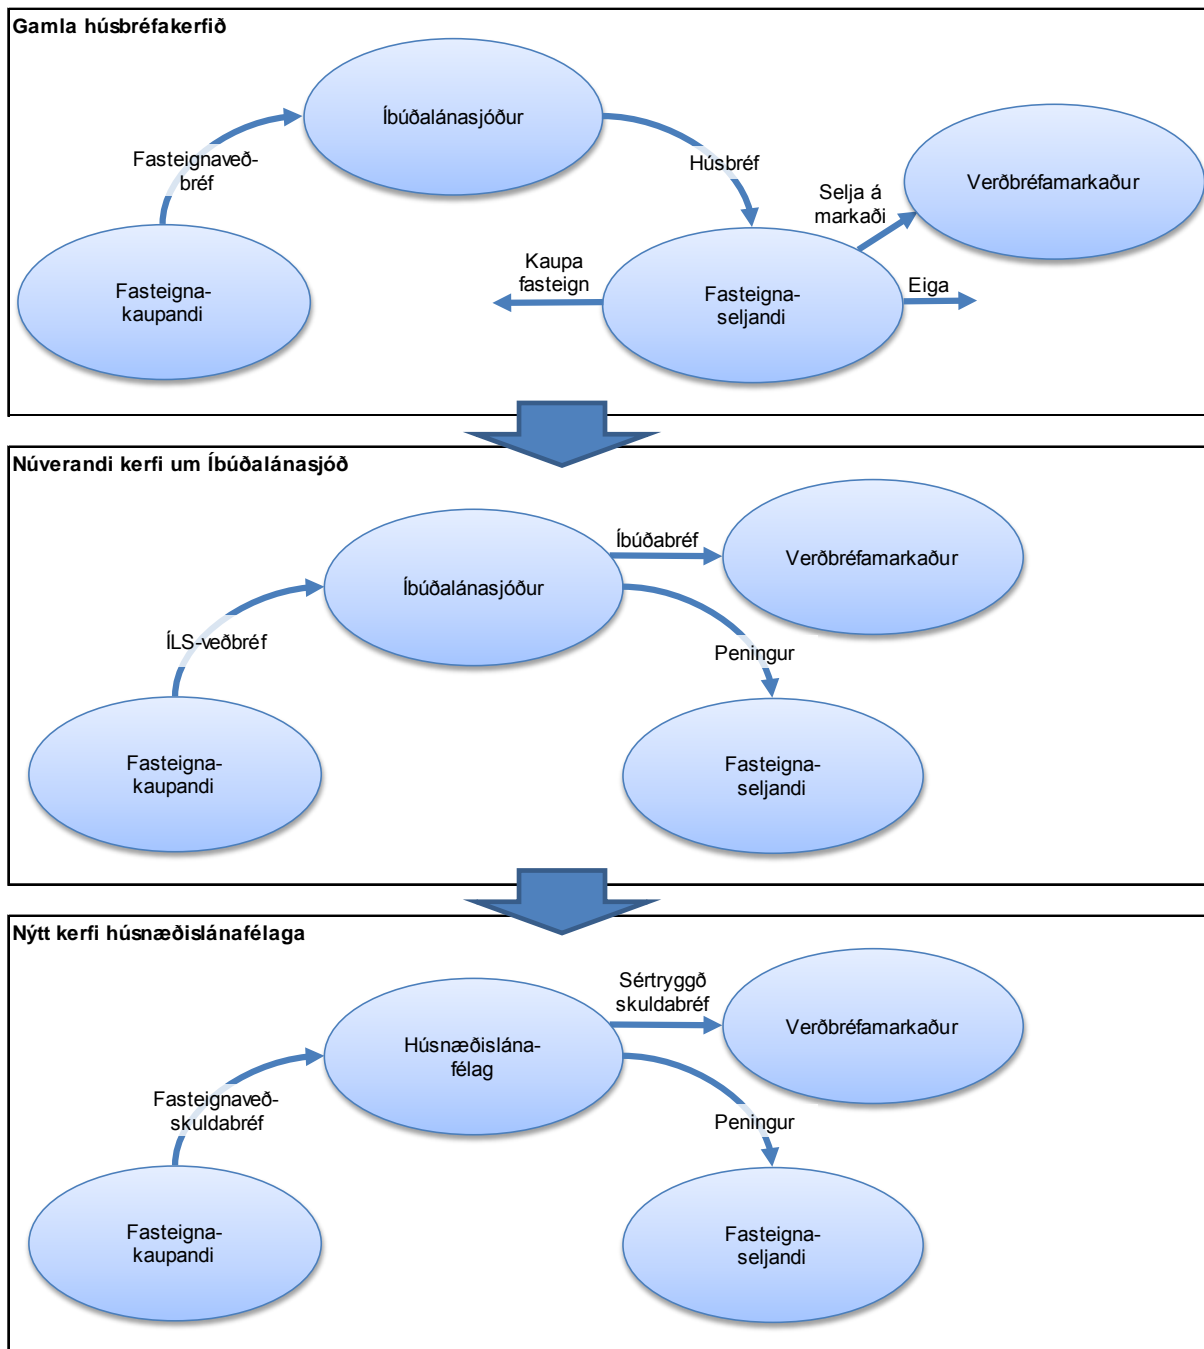 Gamla húsbréfakerfið
Íbúðalánasjóður
Fasteignaveð-
bréf
Húsbréf
Selja á
markaði
Verðbréfamarkaður
Kaupa
fasteign
Eiga
Fasteigna-
kaupandi
Fasteigna-
seljandi
Núverandi kerfi um Íbúðalánasjóð
Íbúðabréf
Verðbréfamarkaður
Íbúðalánasjóður
ÍLS-veðbréf
Peningur
Fasteigna-
kaupandi
Fasteigna-
seljandi
Nýtt kerfi húsnæðislánafélaga
Sértryggð
skuldabréf
Verðbréfamarkaður
Húsnæðislána-
félag
Fasteignaveð-
skuldabréf
Peningur
Fasteigna-
kaupandi
Fasteigna-
seljandi